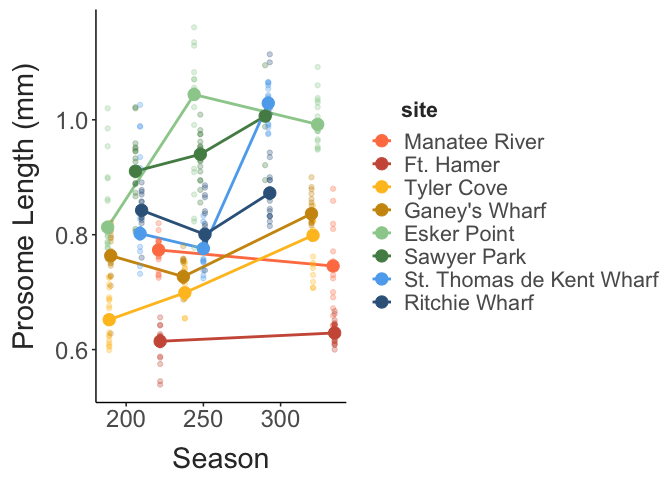 Prosome Length (mm)
1.0
0.8
0.6
200 250 300
Season
site
Manatee River
Ft. Hamer
Tyler Cove
Ganey's Wharf
Esker Point
Sawyer Park
St. Thomas de Kent Wharf
Ritchie Wharf